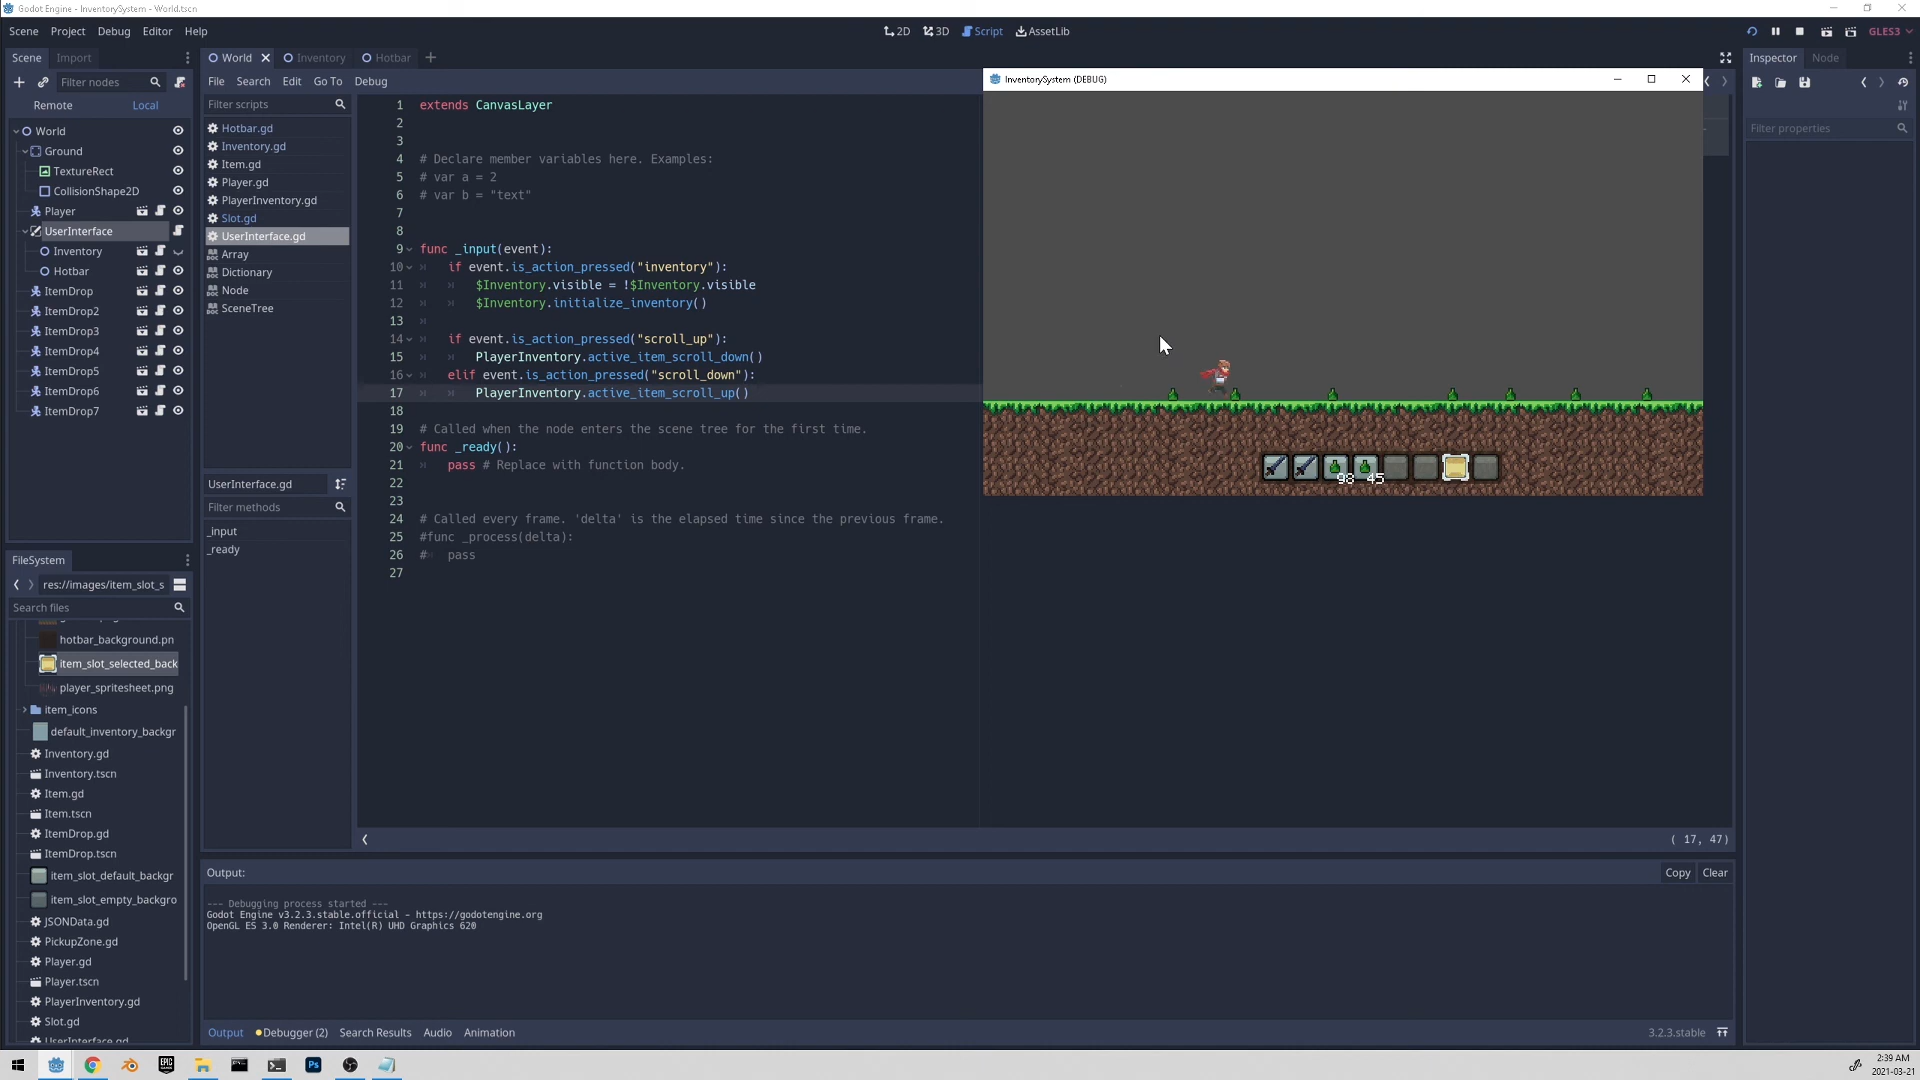 Godot Engine - InventorySystem - World.tscn
Scene Project Debug Editor Help
2D 3D Script AssetLib
GLES3
Scene Import
World Inventory Hotbar
Inspector Node
Filter nodes
File Search Edit Go To Debug
InventorySystem (DEBUG)
Remote Local
Filter scripts
Filter properties
World
Ground
TextureRect
CollisionShape2D
Player
UserInterface
Inventory
Hotbar
ItemDrop
ItemDrop2
ItemDrop3
ItemDrop4
ItemDrop5
ItemDrop6
ItemDrop7
Hotbar.gd
Inventory.gd
Item.gd
Player.gd
PlayerInventory.gd
Slot.gd
UserInterface.gd
Array
Dictionary
Node
SceneTree
UserInterface.gd
Filter methods
_input
_ready
1 extends CanvasLayer
2
3
4 # Declare member variables here. Examples:
5 # var a = 2
6 # var b = "text"
7
8
9 func _input(event):
10 if event.is_action_pressed("inventory"):
11 $Inventory.visible = !$Inventory.visible
12 $Inventory.initialize_inventory()
13
14 if event.is_action_pressed("scroll_up"):
15 PlayerInventory.active_item_scroll_down()
16 elif event.is_action_pressed("scroll_down"):
17 PlayerInventory.active_item_scroll_up()
18
19 # Called when the node enters the scene tree for the first time.
20 func _ready():
21 pass # Replace with function body.
22
23
24 # Called every frame. 'delta' is the elapsed time since the previous frame.
25 #func _process(delta):
26 # pass
27
98 45
( 17, 47)
FileSystem
res://images/item_slot_s
Search files
hotbar_background.pn
item_slot_selected_back
player_spritesheet.png
item_icons
default_inventory_backgr
Inventory.gd
Inventory.tscn
Item.gd
Item.tscn
ItemDrop.gd
ItemDrop.tscn
item_slot_default_backgr
item_slot_empty_backgro
JSONData.gd
PickupZone.gd
Player.gd
Player.tscn
PlayerInventory.gd
Slot.gd
UserInterface.gd
Output:
Copy Clear
--- Debugging process started ---
Godot Engine v3.2.3.stable.official - https://godotengine.org
OpenGL ES 3.0 Renderer: Intel(R) UHD Graphics 620
Output Debugger (2) Search Results Audio Animation
3.2.3.stable
EPIC
Ps
2:39 AM
2021-03-21